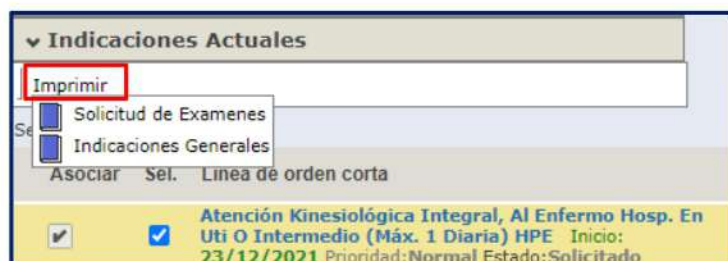 Indicaciones Actuales
Imprimir
Solicitud de Examenes
Se
Indicaciones Generales
Asociar Sel. Línea de orden corta
Atención Kinesiológica Integral, Al Enfermo Hosp. En
Uti O Intermedio (Máx. 1 Diaria) HPE Inicio:
23/12/2021 Prioridad:Normal Estado:Solicitado